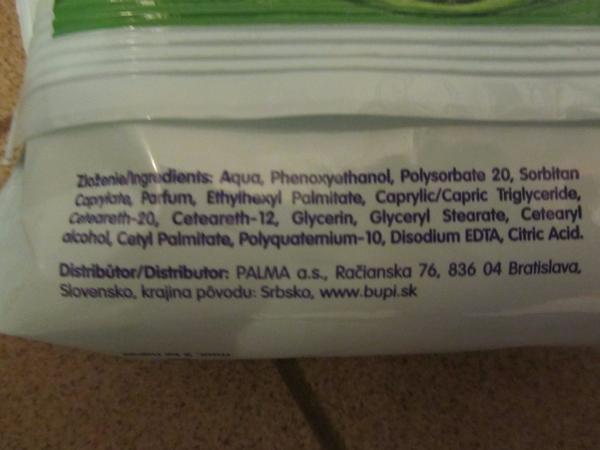 Zloženie/Ingredients: Aqua, Phenoxyethanol, Polysorbate 20, Sorbitan
Caprylate, Parfum, Ethylhexyl Palmitate, Caprylic/Capric Triglyceride,
Ceteareth-20, Ceteareth-12, Glycerin, Glyceryl Stearate, Cetearyl
alcohol, Cetyl Palmitate, Polyquaternium-10, Disodium EDTA, Citric Acid.
Distribútor/Distributor: PALMA a.s., Račianska 76, 836 04 Bratislava,
Slovensko, krajina pôvodu: Srbsko, www.bupi.sk